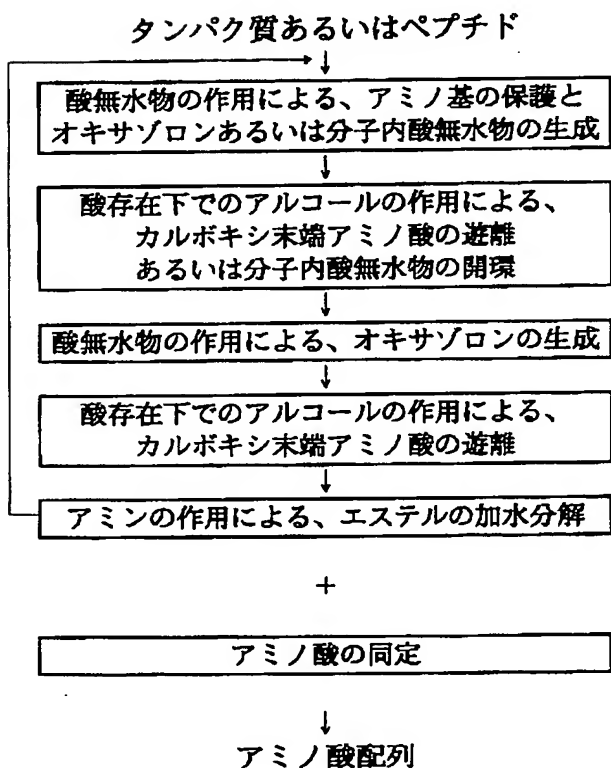 タンパク質あるいはペプチド
↓
酸無水物の作用による、アミノ基の保護と
オキサゾロンあるいは分子内酸無水物の生成
↓
酸存在下でのアルコールの作用による、
カルボキシ末端アミノ酸の遊離
あるいは分子内酸無水物の開環
↓
酸無水物の作用による、オキサゾロンの生成
↓
酸存在下でのアルコールの作用による、
カルボキシ末端アミノ酸の遊離
↓
アミンの作用による、エステルの加水分解
+
アミノ酸の同定
↓
アミノ酸配列